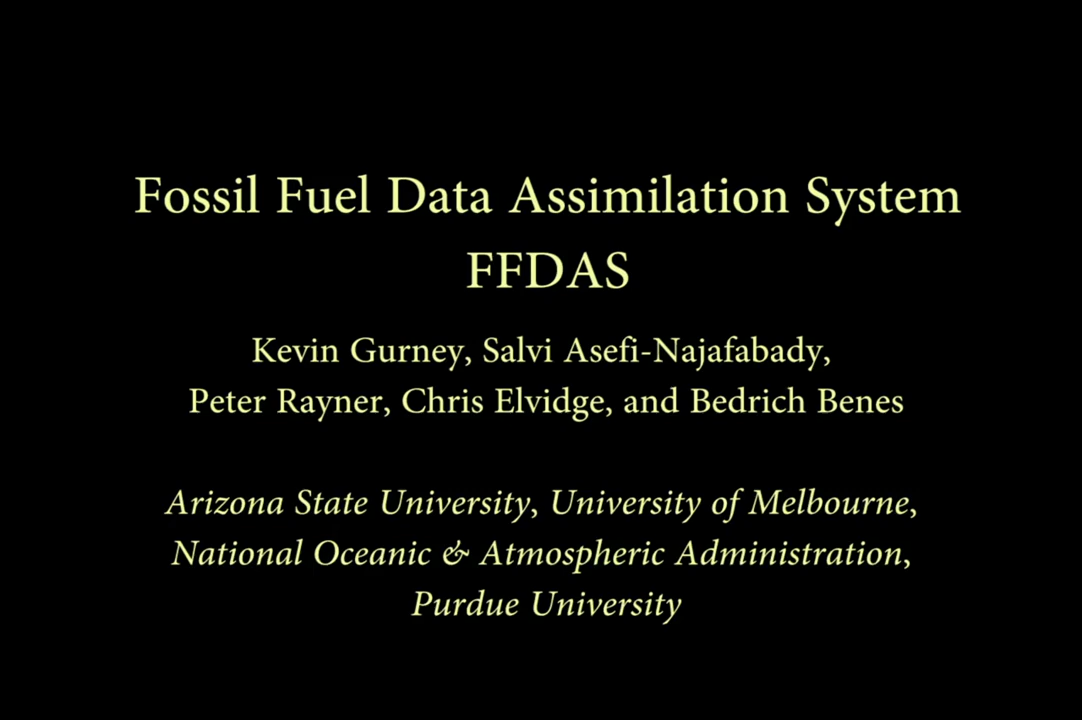 Fossil Fuel Data Assimilation System
FFDAS
Kevin Gurney, Salvi Asefi-Najafabady,
Peter Rayner, Chris Elvidge, and Bedrich Benes
Arizona State University, University of Melbourne,
National Oceanic & Atmospheric Administration,
Purdue University